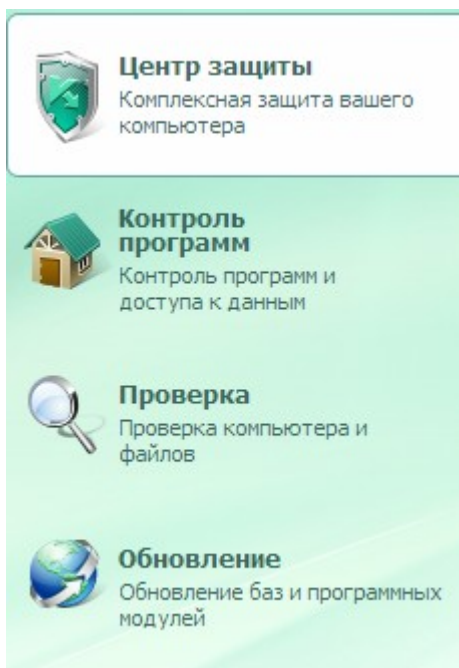 Центр защиты
Комплексная защита вашего
компьютера
Контроль
программ
Контроль программ и
доступа к данным
Проверка
Проверка компьютера и
файлов
Обновление
Обновление баз и программных
модулей